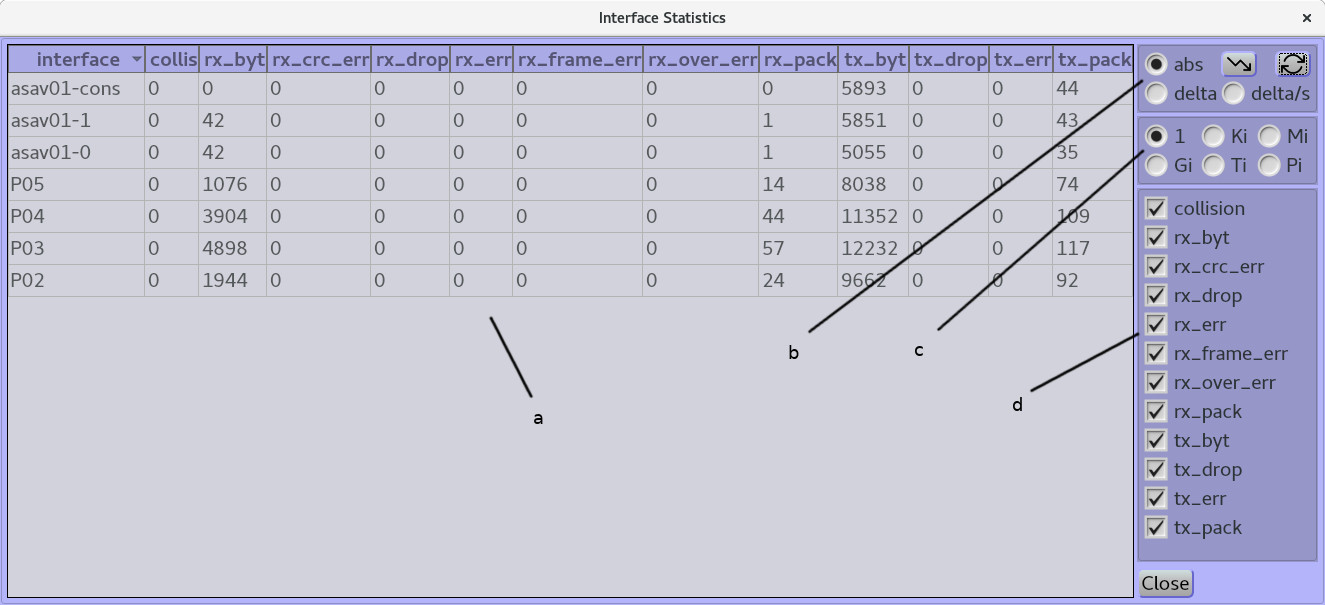 Interface Statistics ×
interface collis rx_byt rx_crc_err rx_drop rx_err rx_frame_err rx_over_err rx_pack tx_byt tx_drop tx_err tx_pack
asav01-cons 0 0 0 0 0 0 0 0 5893 0 0 44
asav01-1 0 42 0 0 0 0 0 1 5851 0 0 43
asav01-0 0 42 0 0 0 0 0 1 5055 0 0 35
P05 0 1076 0 0 0 0 0 14 8038 0 0 74
P04 0 3904 0 0 0 0 0 44 11352 0 0 109
P03 0 4898 0 0 0 0 0 57 12232 0 0 117
P02 0 1944 0 0 0 0 0 24 9662 0 0 92
a
b
c
d
abs
delta delta/s
1 Ki Mi
Gi Ti Pi
collision
rx_byt
rx_crc_err
rx_drop
rx_err
rx_frame_err
rx_over_err
rx_pack
tx_byt
tx_drop
tx_err
tx_pack
Close